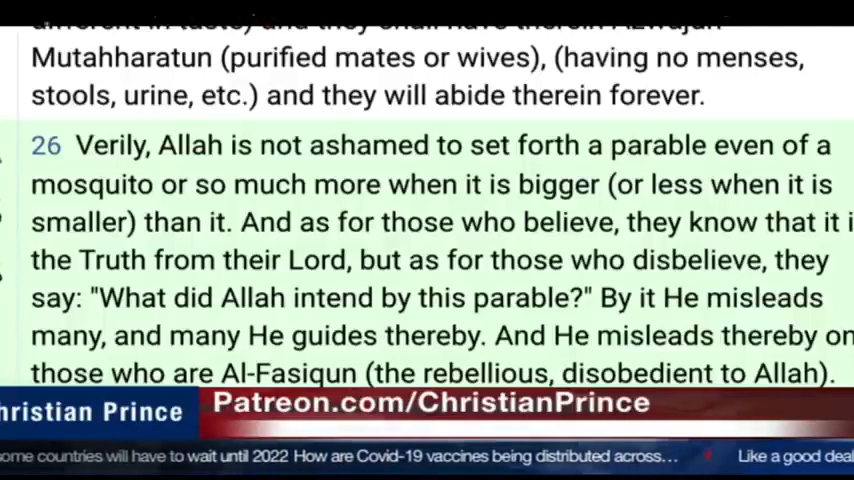 Mutahharatun (purified mates or wives), (having no menses,
stools, urine, etc.) and they will abide therein forever.
26 Verily, Allah is not ashamed to set forth a parable even of a
mosquito or so much more when it is bigger (or less when it is
smaller) than it. And as for those who believe, they know that it i
the Truth from their Lord, but as for those who disbelieve, they
say: "What did Allah intend by this parable?" By it He misleads
many, and many He guides thereby. And He misleads thereby on
those who are Al-Fasiqun (the rebellious, disobedient to Allah).
hristian Prince
Patreon.com/ChristianPrince
ome countries will have to wait until 2022 How are Covid-19 vaccines being distributed across... Like a good deal